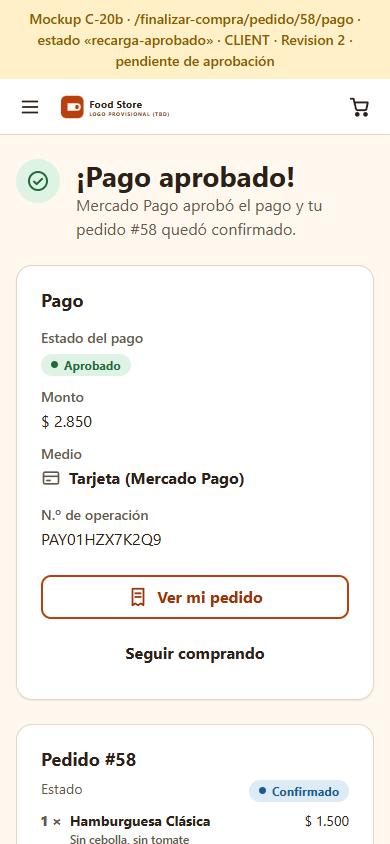 Mockup C-20b · /finalizar-compra/pedido/58/pago ·
estado «recarga-aprobado» · CLIENT · Revision 2 ·
pendiente de aprobación
Food Store
LOGO PROVISIONAL (TBD)
¡Pago aprobado!
Mercado Pago aprobó el pago y tu
pedido #58 quedó confirmado.
Pago
Estado del pago
Aprobado
Monto
$ 2.850
Medio
Tarjeta (Mercado Pago)
N.º de operación
PAY01HZX7K2Q9
Ver mi pedido
Seguir comprando
Pedido #58
Estado Confirmado
1 × Hamburguesa Clásica $ 1.500
Sin cebolla, sin tomate